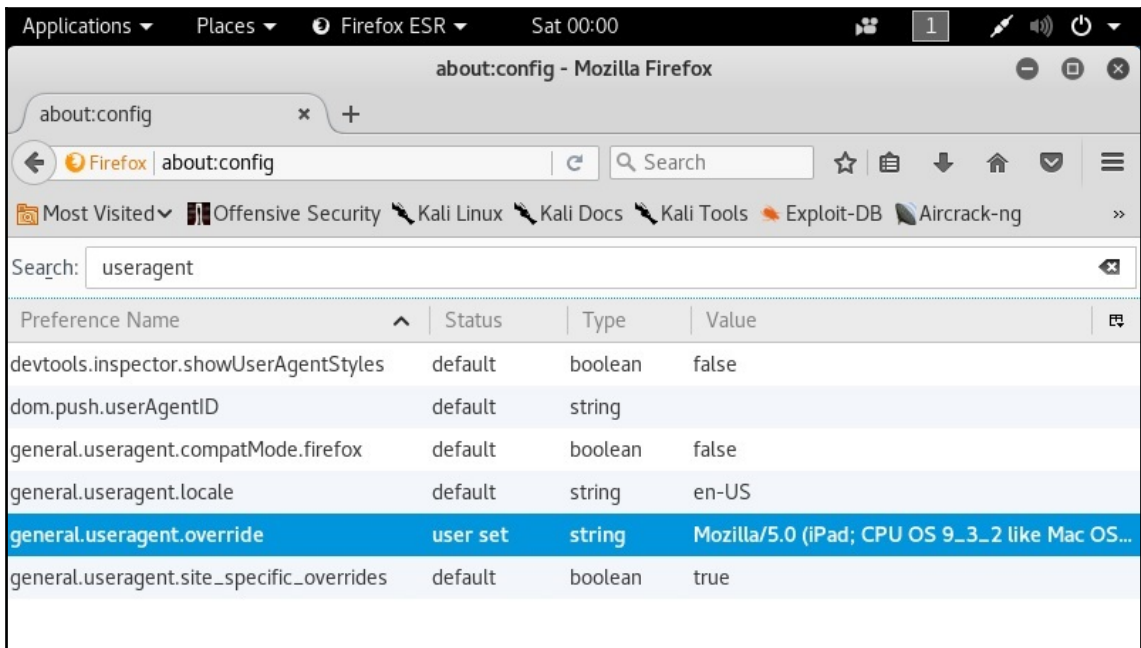 Applications Places Firefox ESR Sat 00:00 1
about:config - Mozilla Firefox
about:config
Firefox about:config Search
Most Visited Offensive Security Kali Linux Kali Docs Kali Tools Exploit-DB Aircrack-ng »
Search: useragent
Preference Name Status Type Value
devtools.inspector.showUserAgentStyles default boolean false
dom.push.userAgentID default string
general.useragent.compatMode.firefox default boolean false
general.useragent.locale default string en-US
general.useragent.override user set string Mozilla/5.0 (iPad; CPU OS 9_3_2 like Mac OS...
general.useragent.site_specific_overrides default boolean true